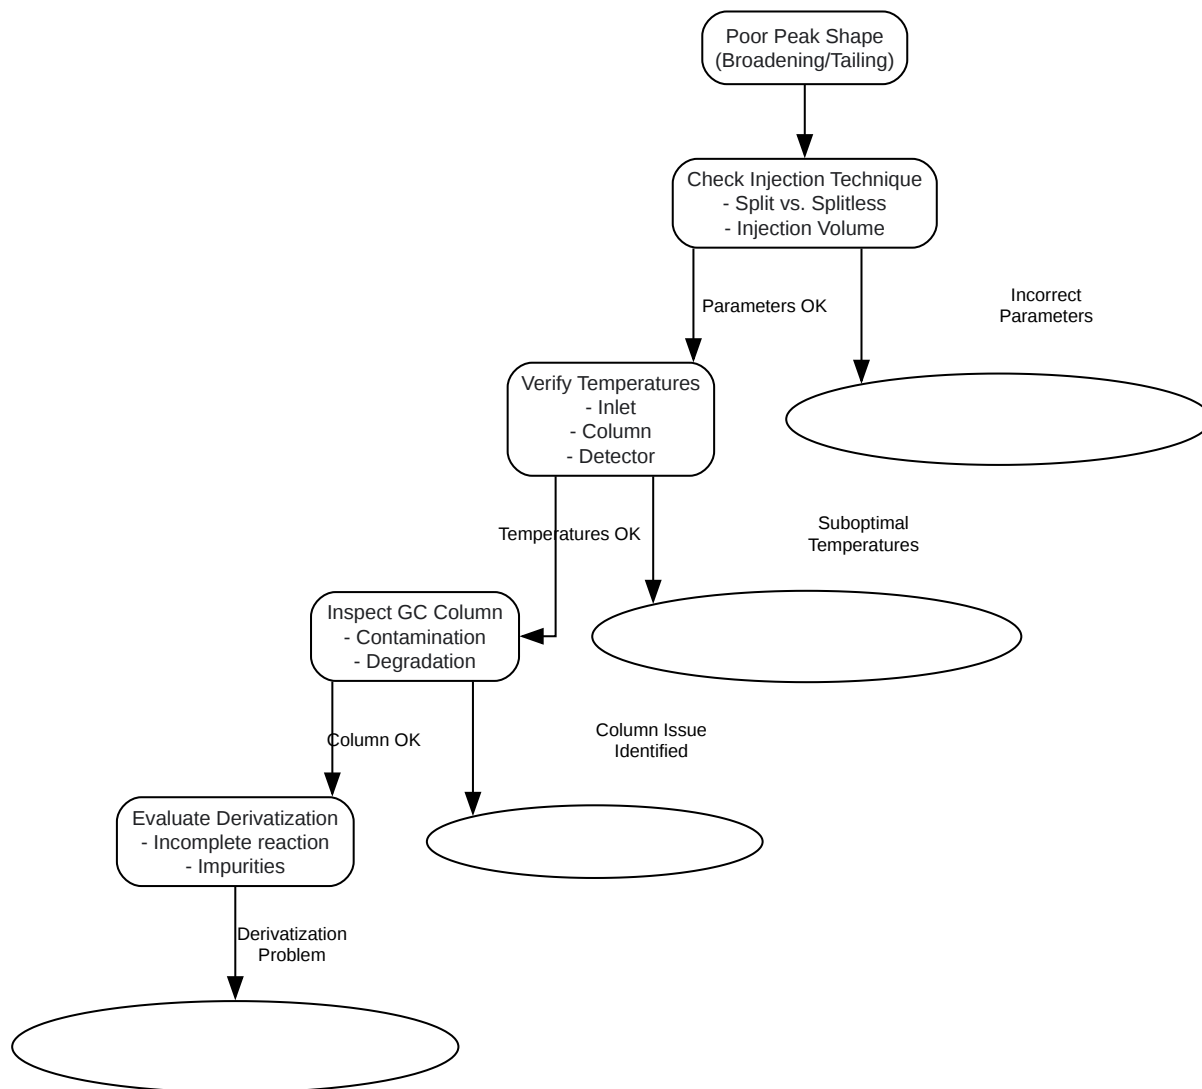 Poor Peak Shape
(Broadening/Tailing)
Check Injection Technique
- Split vs. Splitless
- Injection Volume
Parameters OK
Incorrect
Parameters
Verify Temperatures
- Inlet
- Column
- Detector
Temperatures OK
Suboptimal
Temperatures
Inspect GC Column
- Contamination
- Degradation
Column OK
Column Issue
Identified
Evaluate Derivatization
- Incomplete reaction
- Impurities
Derivatization
Problem